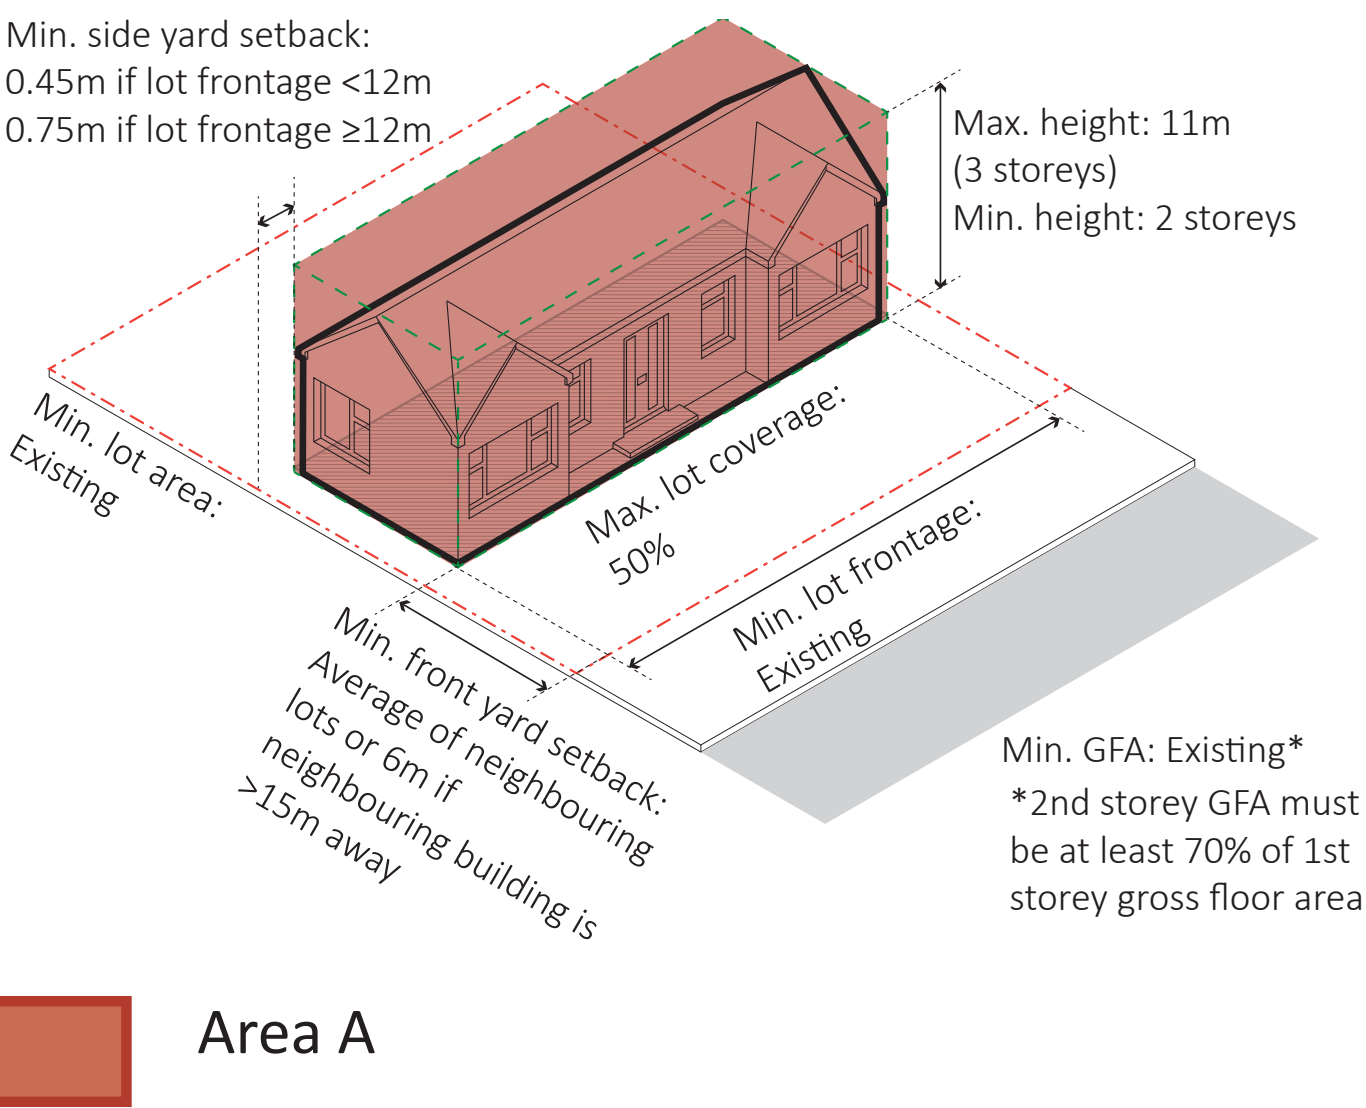 Min. side yard setback:
0.45m if lot frontage <12m
0.75m if lot frontage ≥12m
Max. height: 11m
(3 storeys)
Min. height: 2 storeys
Min. lot area:
Existing
Max. lot coverage:
50%
Min. lot frontage:
Existing
Min. front yard setback:
Average of neighbouring
lots or 6m if
neighbouring building is
>15m away
Min. GFA: Existing*
*2nd storey GFA must
be at least 70% of 1st
storey gross floor area
Area A